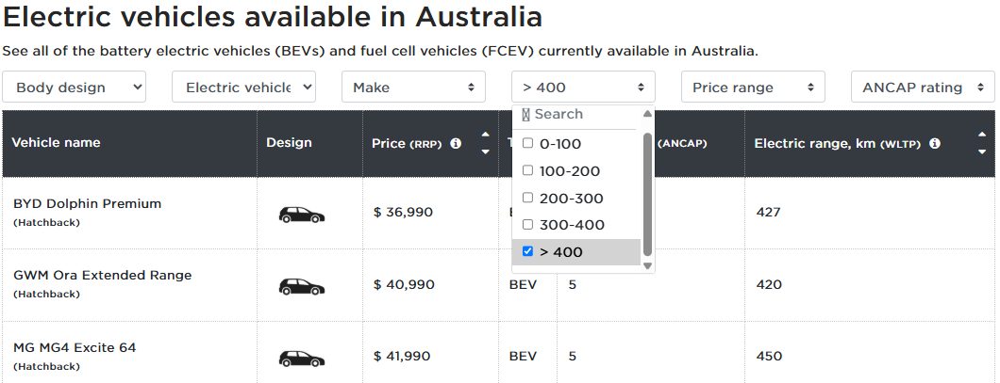 Electric vehicles available in Australia
See all of the battery electric vehicles (BEVs) and fuel cell vehicles (FCEV) currently available in Australia.
Body design Electric vehicle Make > 400 Price range ANCAP rating
Search
0-100
100-200
200-300
300-400
> 400
Vehicle name Design Price (RRP) (ANCAP) Electric range, km (WLTP)
BYD Dolphin Premium
(Hatchback)
$ 36,990 427
GWM Ora Extended Range
(Hatchback)
$ 40,990 BEV 5 420
MG MG4 Excite 64
(Hatchback)
$ 41,990 BEV 5 450